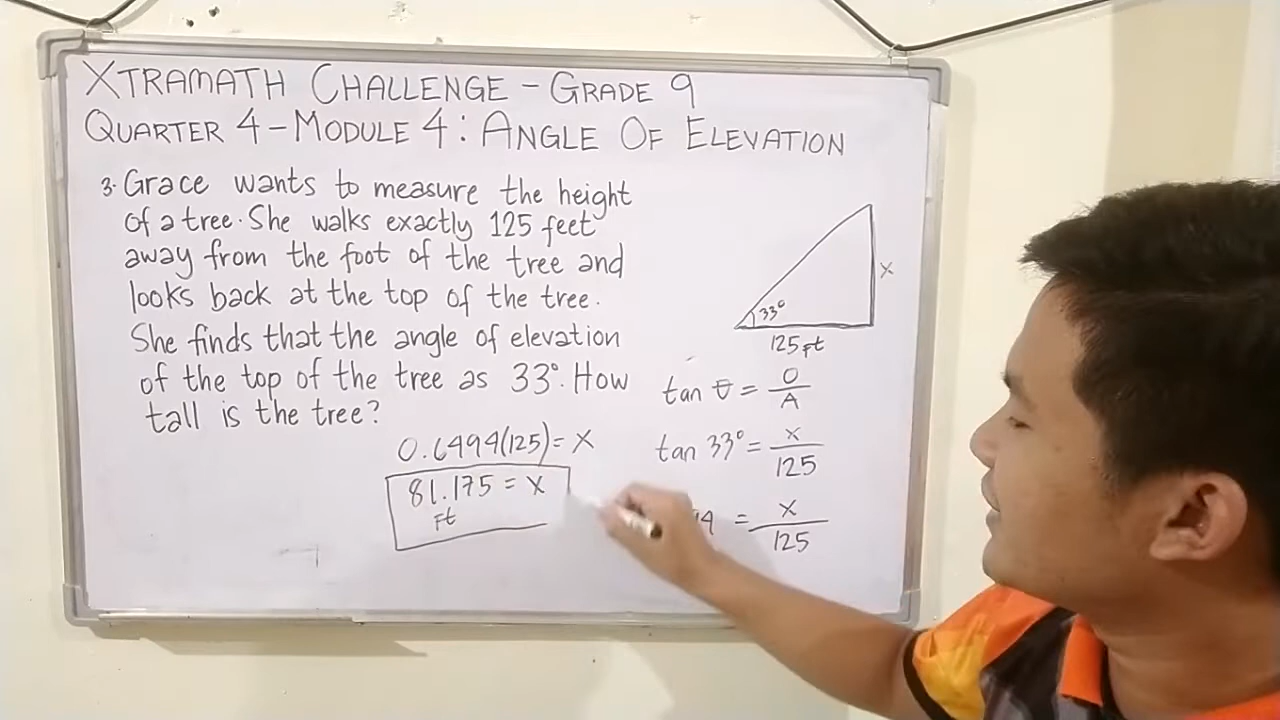 XTRAMATH CHALLENGE - GRADE 9
QUARTER 4 - MODULE 4: ANGLE OF ELEVATION
3. Grace wants to measure the height
of a tree. She walks exactly 125 feet
away from the foot of the tree and
looks back at the top of the tree.
She finds that the angle of elevation
of the top of the tree as 33°. How
tall is the tree?
0.6494(125) = X
81.175 = X
Ft
33°
x
125 Ft
tan θ = O/A
tan 33° = x/125
= x/125